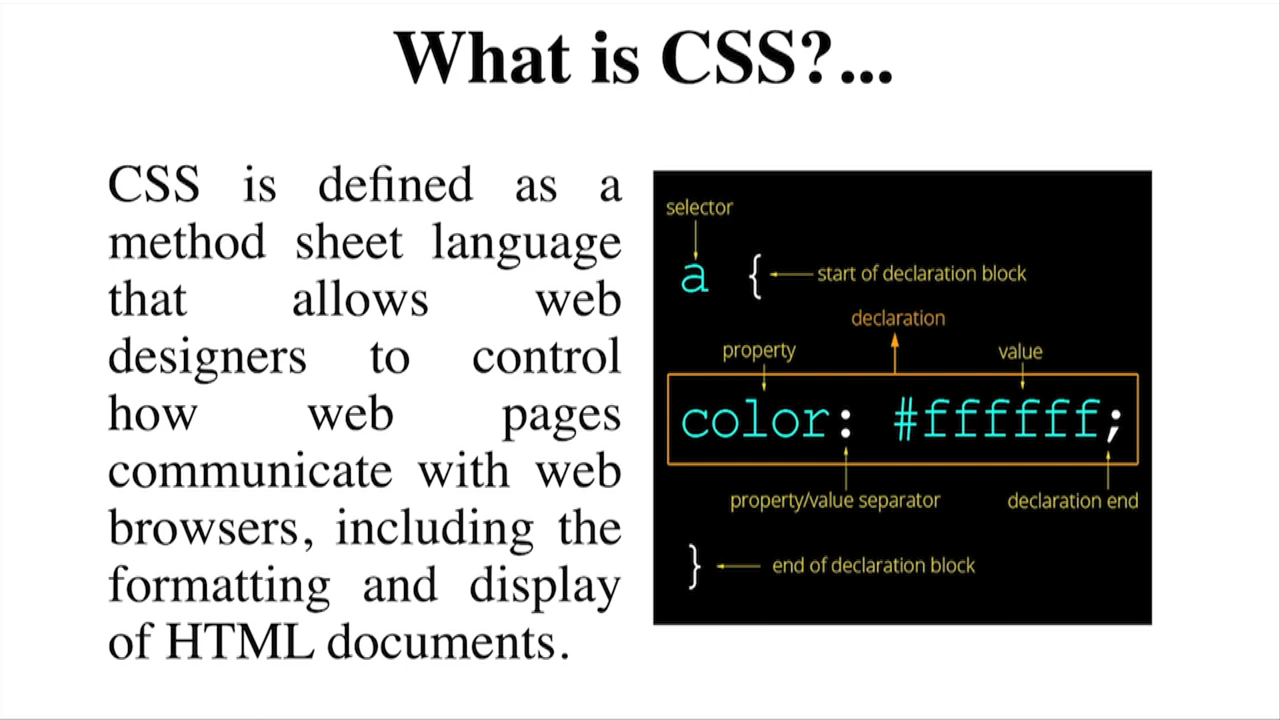 What is CSS?...
CSS is defined as a
method sheet language
that allows web
designers to control
how web pages
communicate with web
browsers, including the
formatting and display
of HTML documents.
selector
a { start of declaration block
declaration
property value
color: #ffffff;
property/value separator declaration end
} end of declaration block